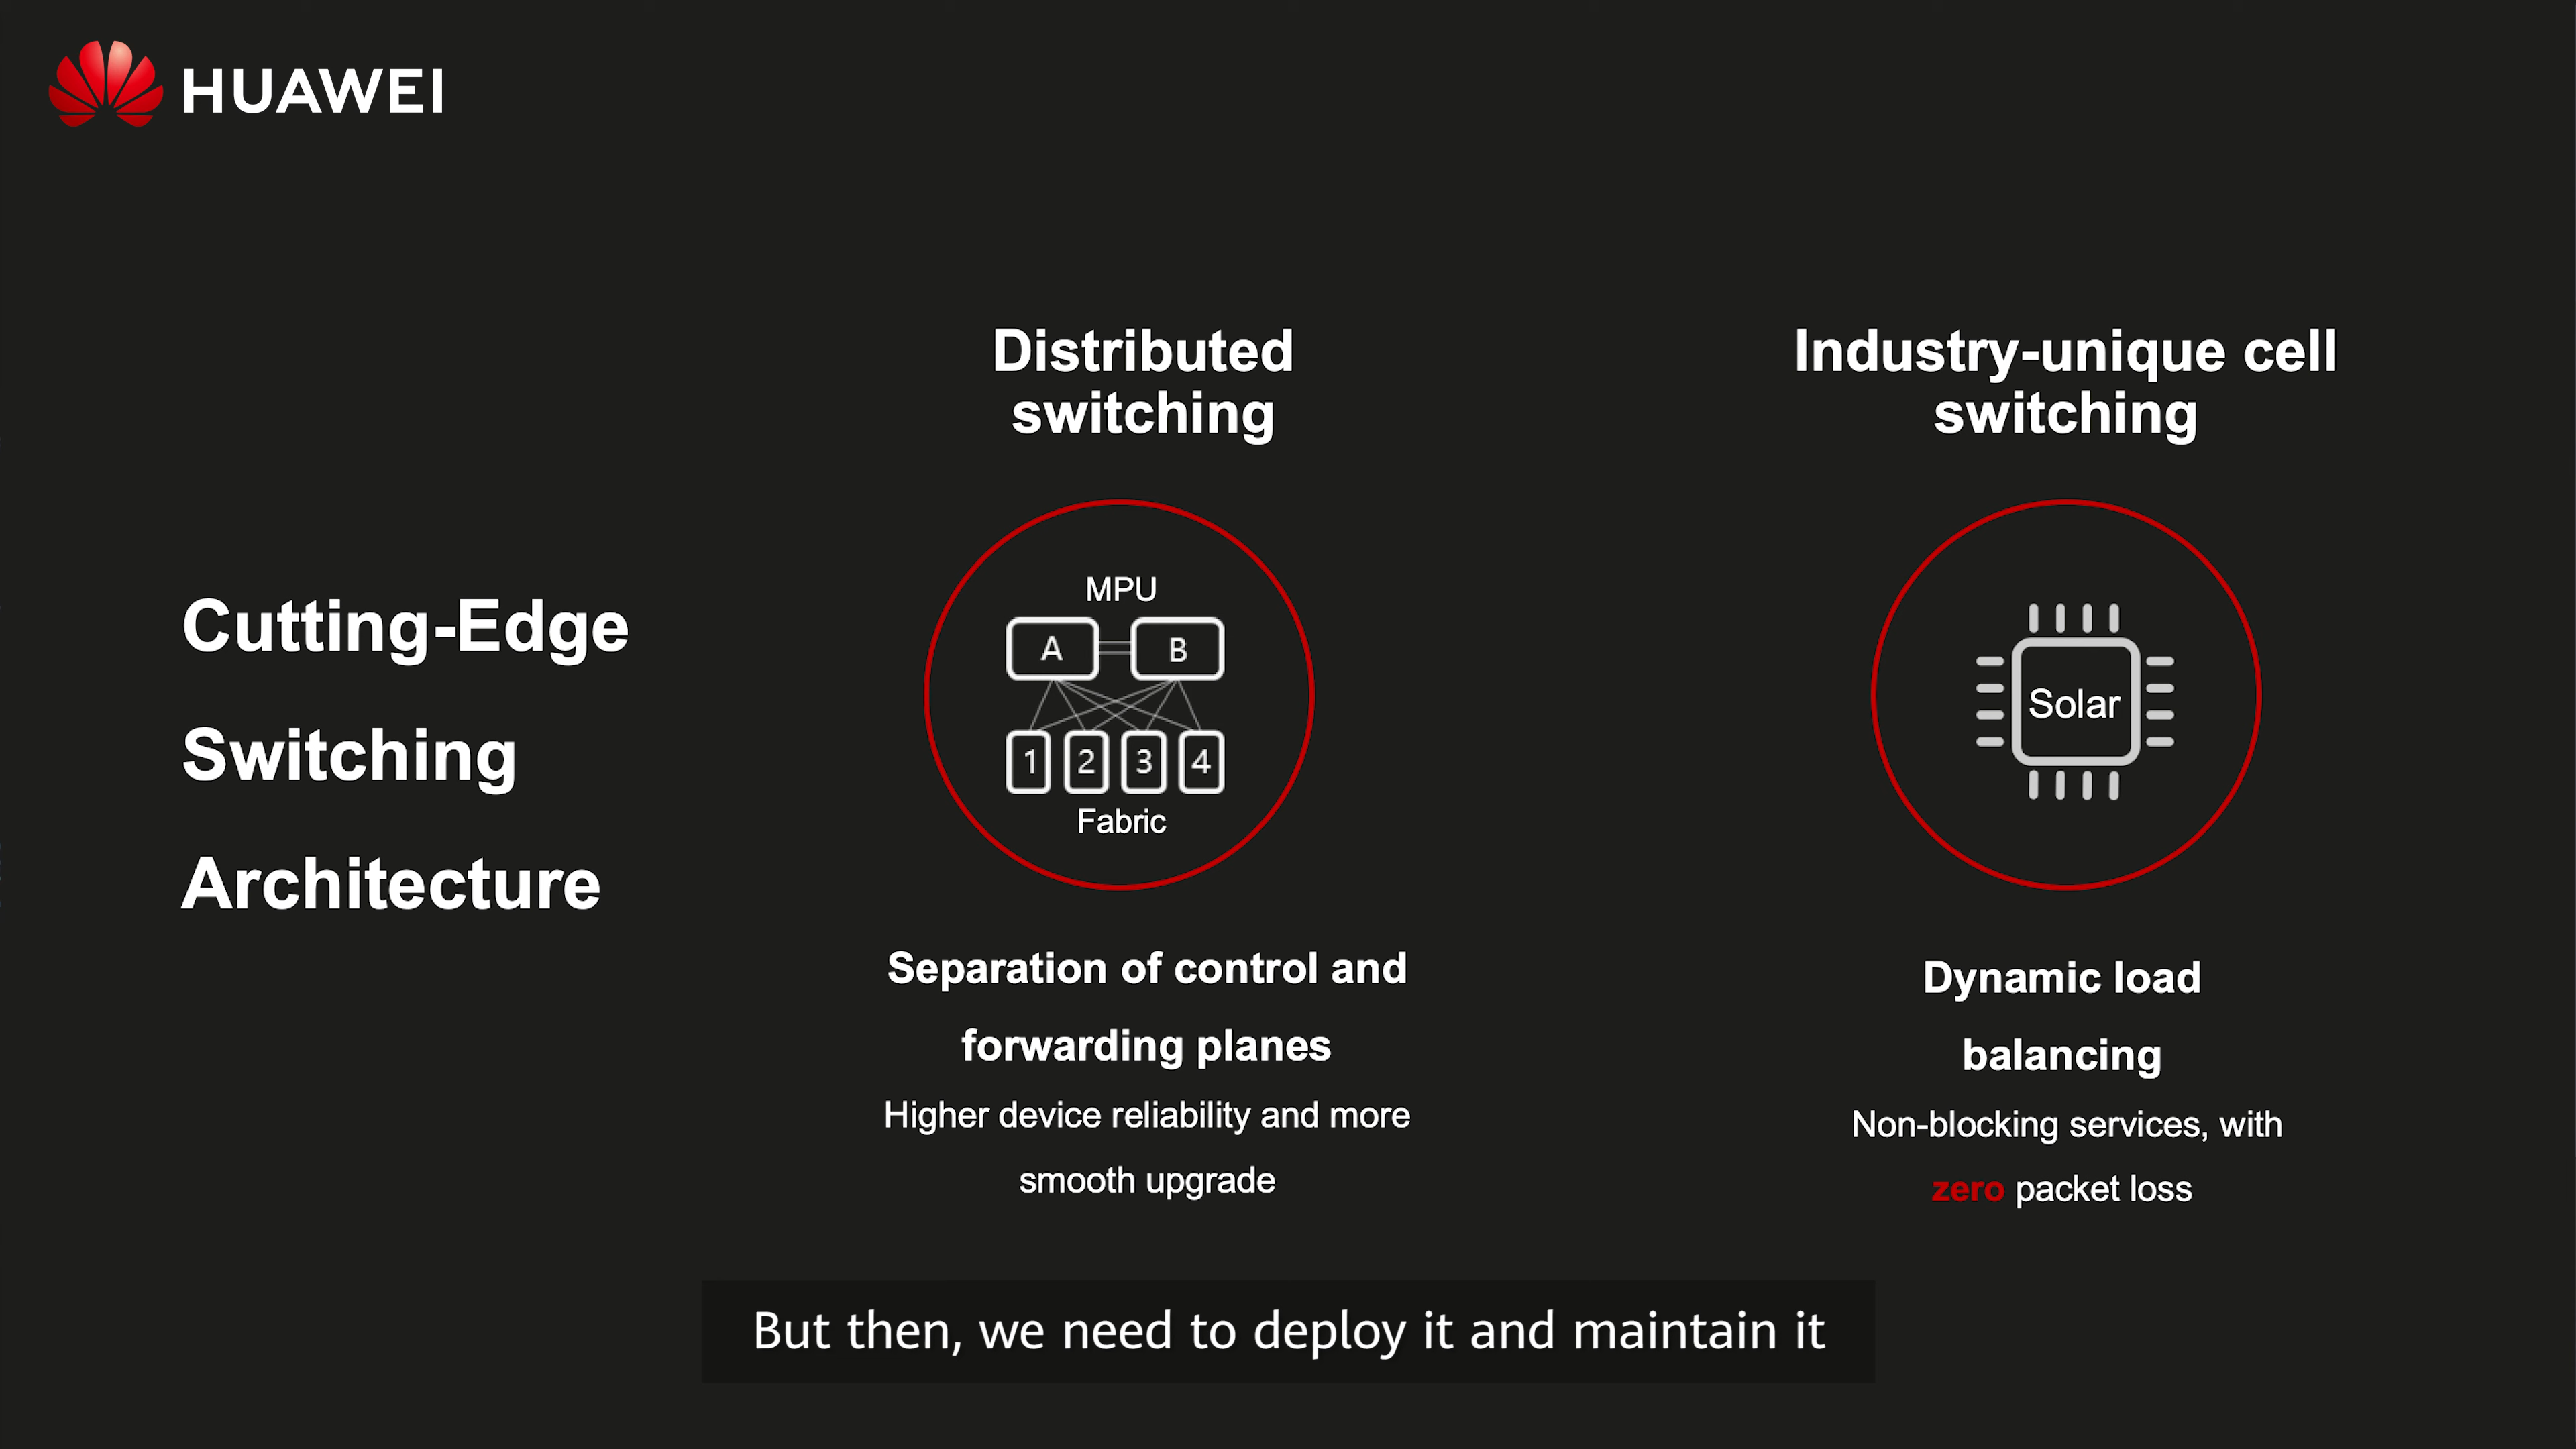 HUAWEI
Cutting-Edge
Switching
Architecture
Distributed
switching
MPU
A B
1 2 3 4
Fabric
Separation of control and
forwarding planes
Higher device reliability and more
smooth upgrade
Industry-unique cell
switching
Solar
Dynamic load
balancing
Non-blocking services, with
zero packet loss
But then, we need to deploy it and maintain it